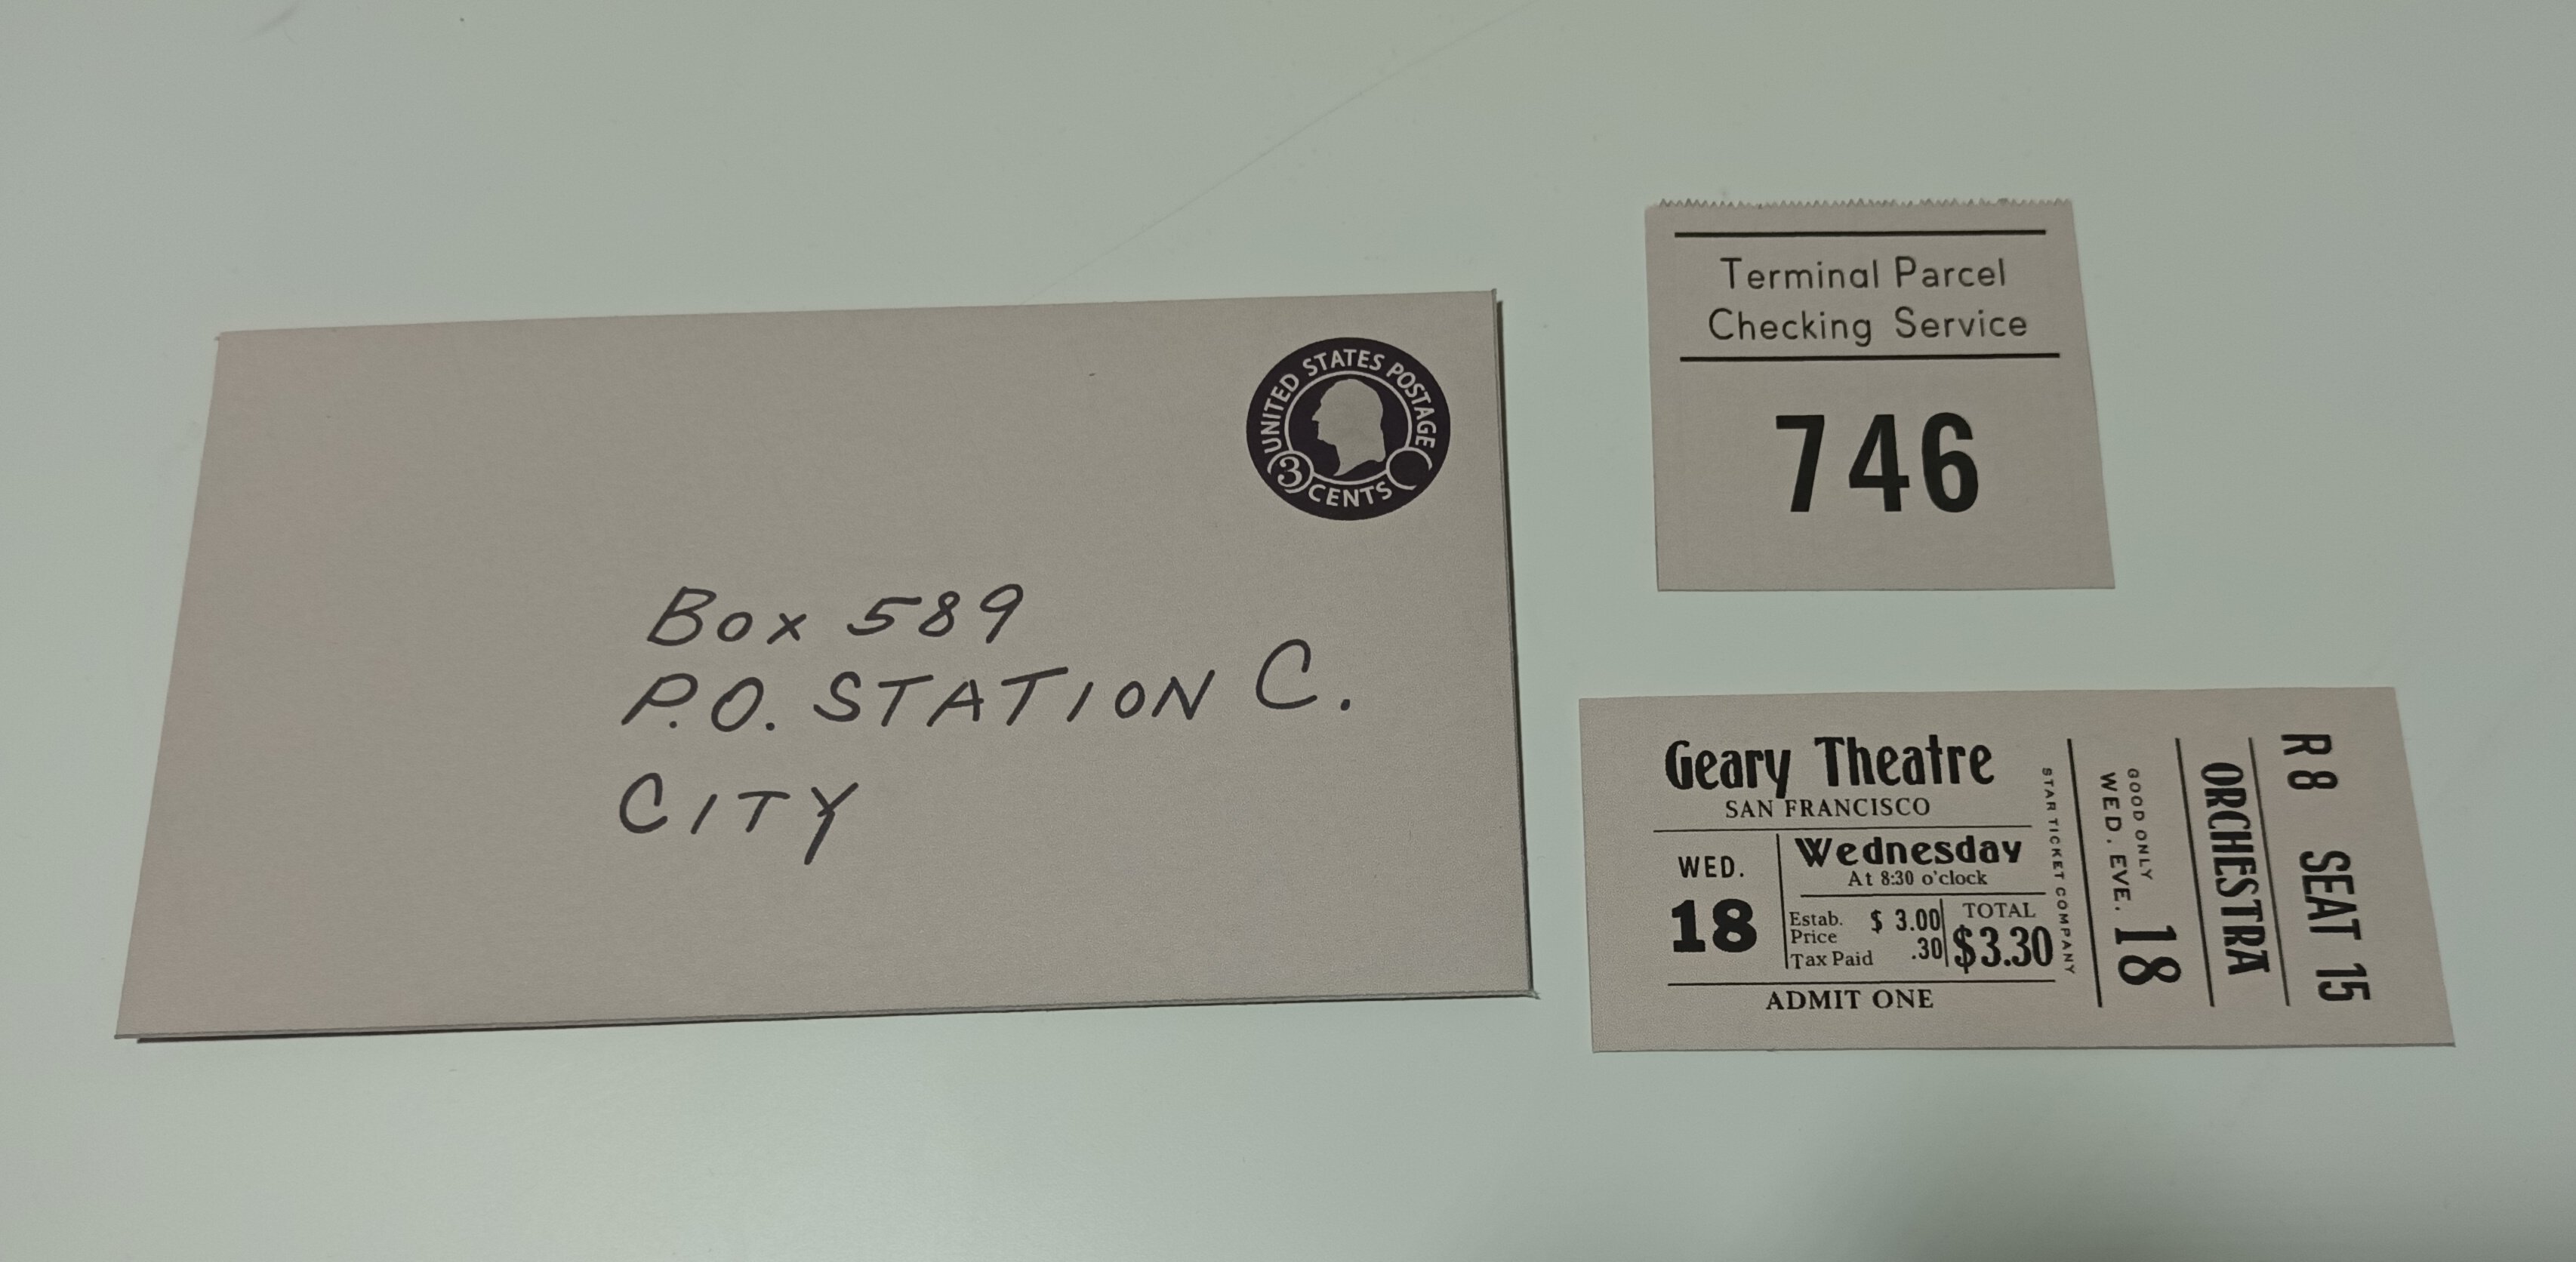 UNITED STATES POSTAGE
3 CENTS
Box 589
P.O. STATION C.
CITY
Terminal Parcel
Checking Service
746
Geary Theatre
SAN FRANCISCO
WED.
18
Wednesday
At 8:30 o'clock
Estab. $ 3.00
Price
Tax Paid .30
TOTAL
$3.30
ADMIT ONE
STAR TICKET COMPANY
GOOD ONLY
WED. EVE. 18
ORCHESTRA
R 8 SEAT 15